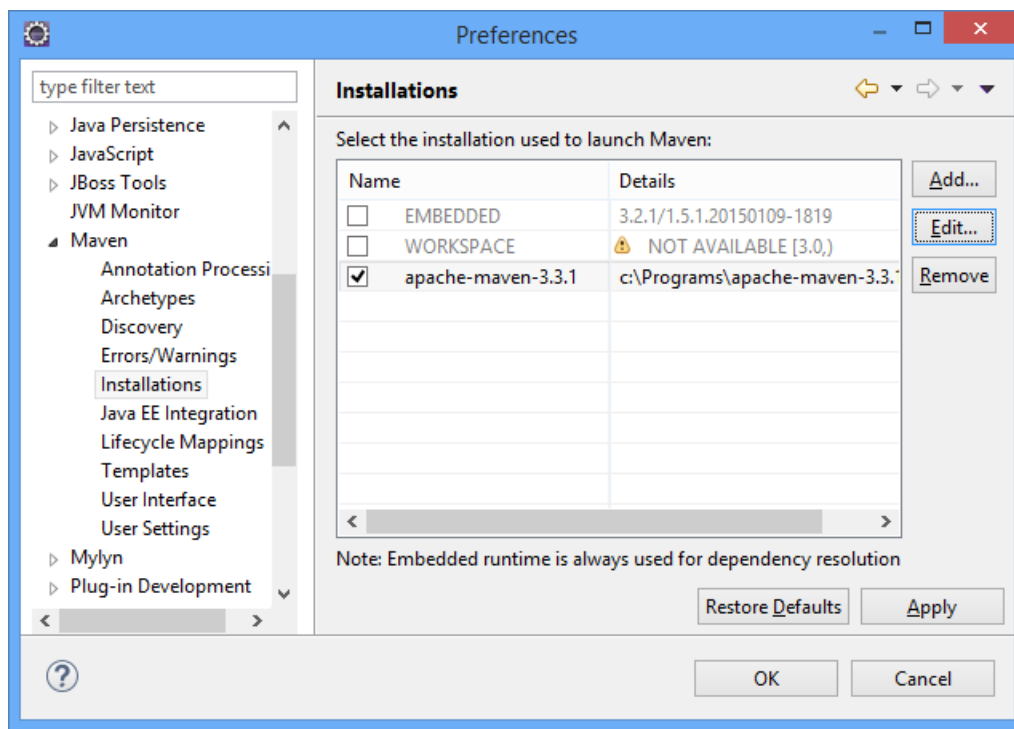 Preferences
type filter text
Java Persistence
JavaScript
JBoss Tools
JVM Monitor
Maven
Annotation Processi
Archetypes
Discovery
Errors/Warnings
Installations
Java EE Integration
Lifecycle Mappings
Templates
User Interface
User Settings
Mylyn
Plug-in Development
Installations
Select the installation used to launch Maven:
Name Details
EMBEDDED 3.2.1/1.5.1.20150109-1819
WORKSPACE NOT AVAILABLE [3.0,)
apache-maven-3.3.1 c:\Programs\apache-maven-3.3.1
Add...
Edit...
Remove
Note: Embedded runtime is always used for dependency resolution
Restore Defaults Apply
OK Cancel